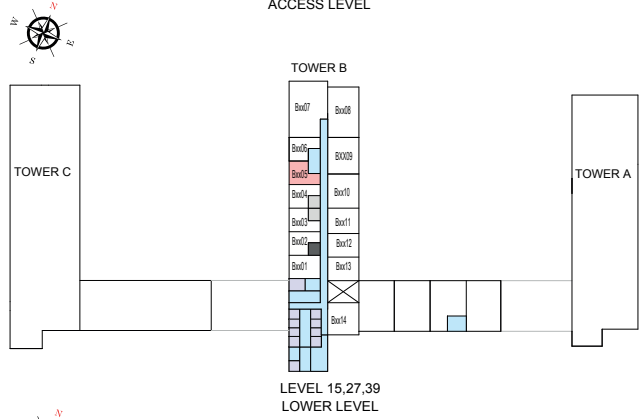 ACCESS LEVEL
N
W
E
S
TOWER B
Bxx07
Bxx08
Bxx06
BXX09
Bxx05
TOWER C
TOWER A
Bxx04
Bxx10
Bxx03
Bxx11
Bxx02
Bxx12
Bxx01
Bxx13
Bxx14
LEVEL 15,27,39
LOWER LEVEL
N